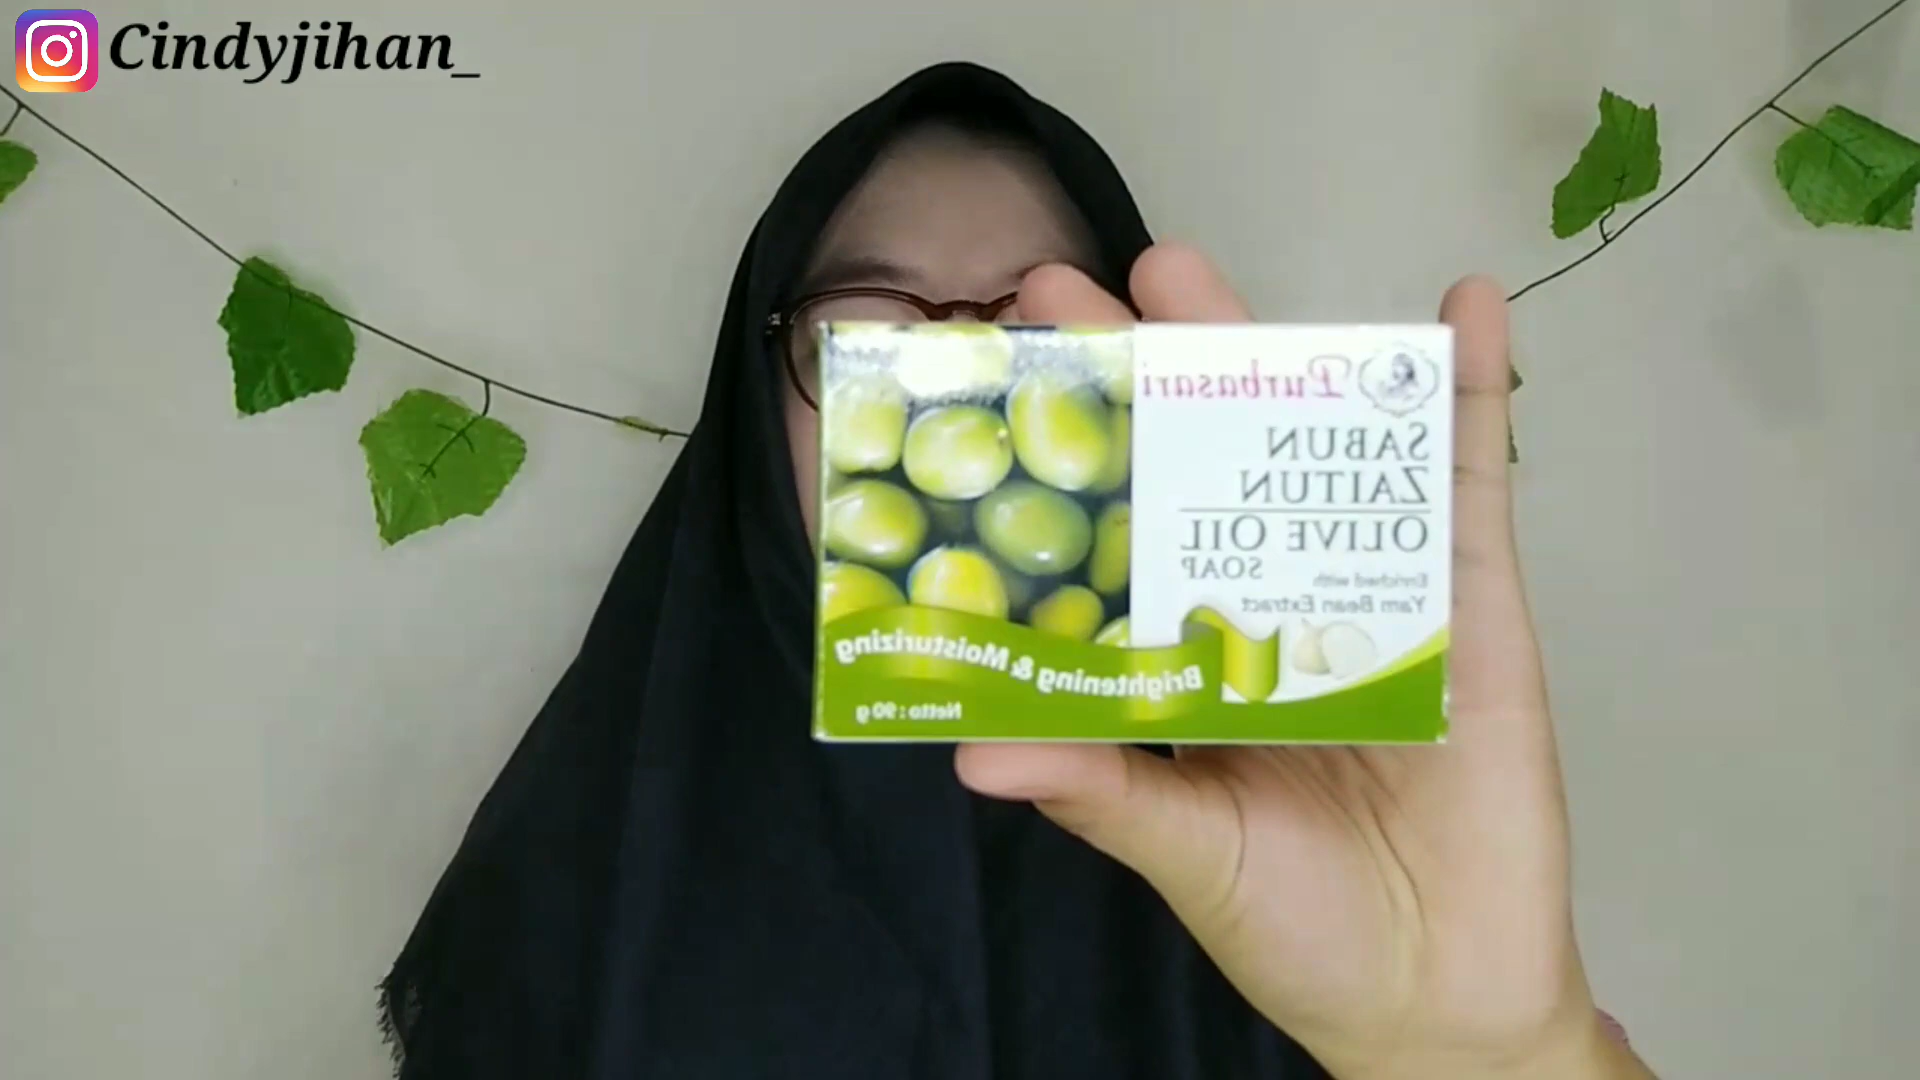 Cindyjihan_
Purbasari
SABUN
ZAITUN
OLIVE OIL
SOAP
Enriched with
Yam Bean Extract
Brightening & Moisturizing
Netto : 90 g